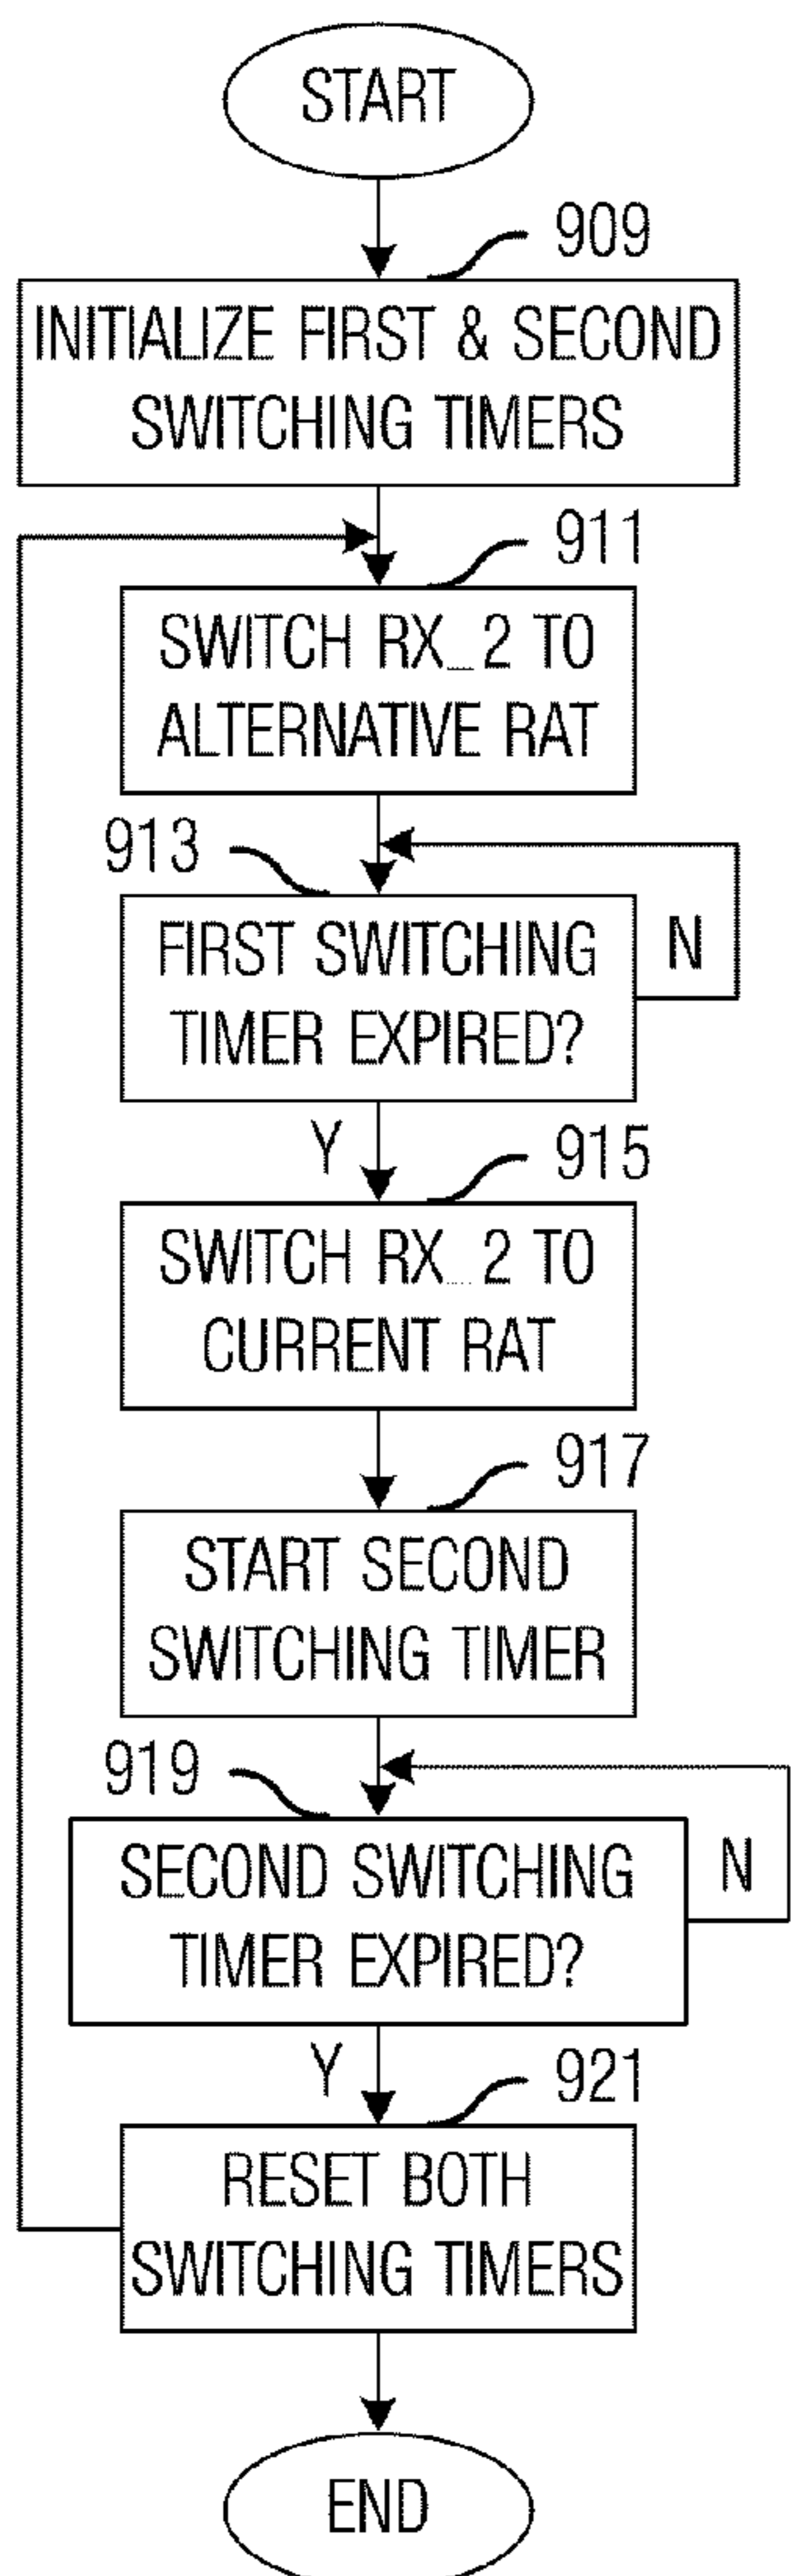 START
909
INITIALIZE FIRST & SECOND
SWITCHING TIMERS
911
SWITCH RX_2 TO
ALTERNATIVE RAT
913
FIRST SWITCHING
TIMER EXPIRED?
N
Y
915
SWITCH RX_2 TO
CURRENT RAT
917
START SECOND
SWITCHING TIMER
919
SECOND SWITCHING
TIMER EXPIRED?
N
Y
921
RESET BOTH
SWITCHING TIMERS
END